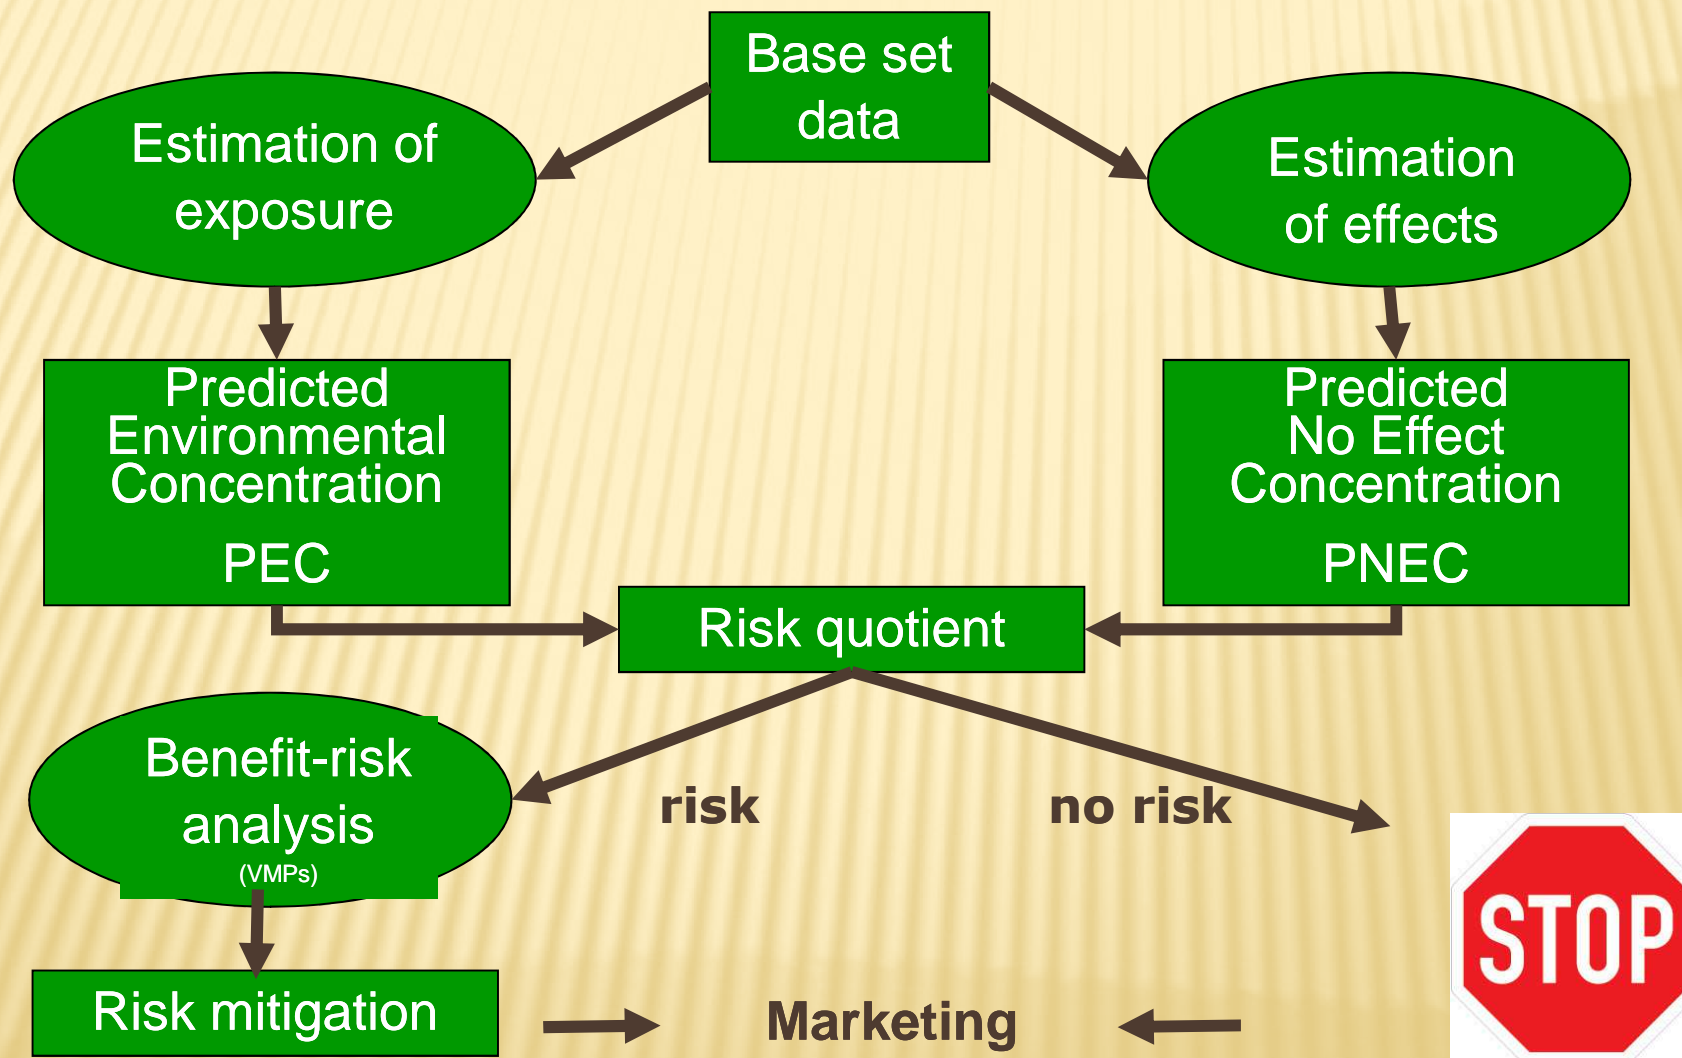 Base set
data
Estimation of
exposure
Estimation
of effects
Predicted
Environmental
Concentration
PEC
Predicted
No Effect
Concentration
PNEC
Risk quotient
Benefit-risk
analysis
(VMPs)
risk
no risk
STOP
Risk mitigation
Marketing